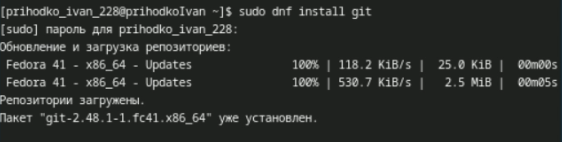 [prihodko_ivan_228@prihodkoIvan ~]$ sudo dnf install git
[sudo] пароль для prihodko_ivan_228:
Обновление и загрузка репозиториев:
Fedora 41 - x86_64 - Updates 100% | 118.2 KiB/s | 25.0 KiB | 00m00s
Fedora 41 - x86_64 - Updates 100% | 530.7 KiB/s | 2.5 MiB | 00m05s
Репозитории загружены.
Пакет "git-2.48.1-1.fc41.x86_64" уже установлен.